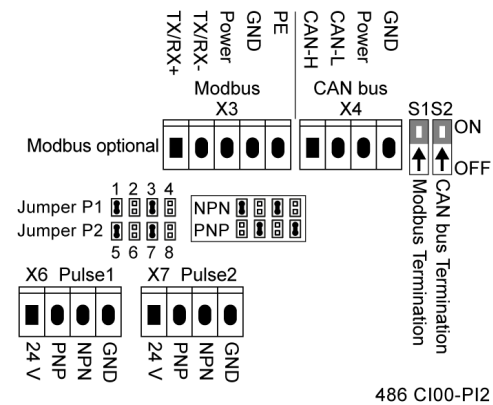 TX/RX+ TX/RX- Power GND PE CAN-H CAN-L Power GND
Modbus CAN bus
X3 X4 S1 S2
ON
Modbus optional
OFF
1 2 3 4
Jumper P1 NPN
Jumper P2 PNP
5 6 7 8
Modbus Termination
CAN bus Termination
X6 Pulse1 X7 Pulse2
24 V PNP NPN GND 24 V PNP NPN GND
486 CI00-PI2